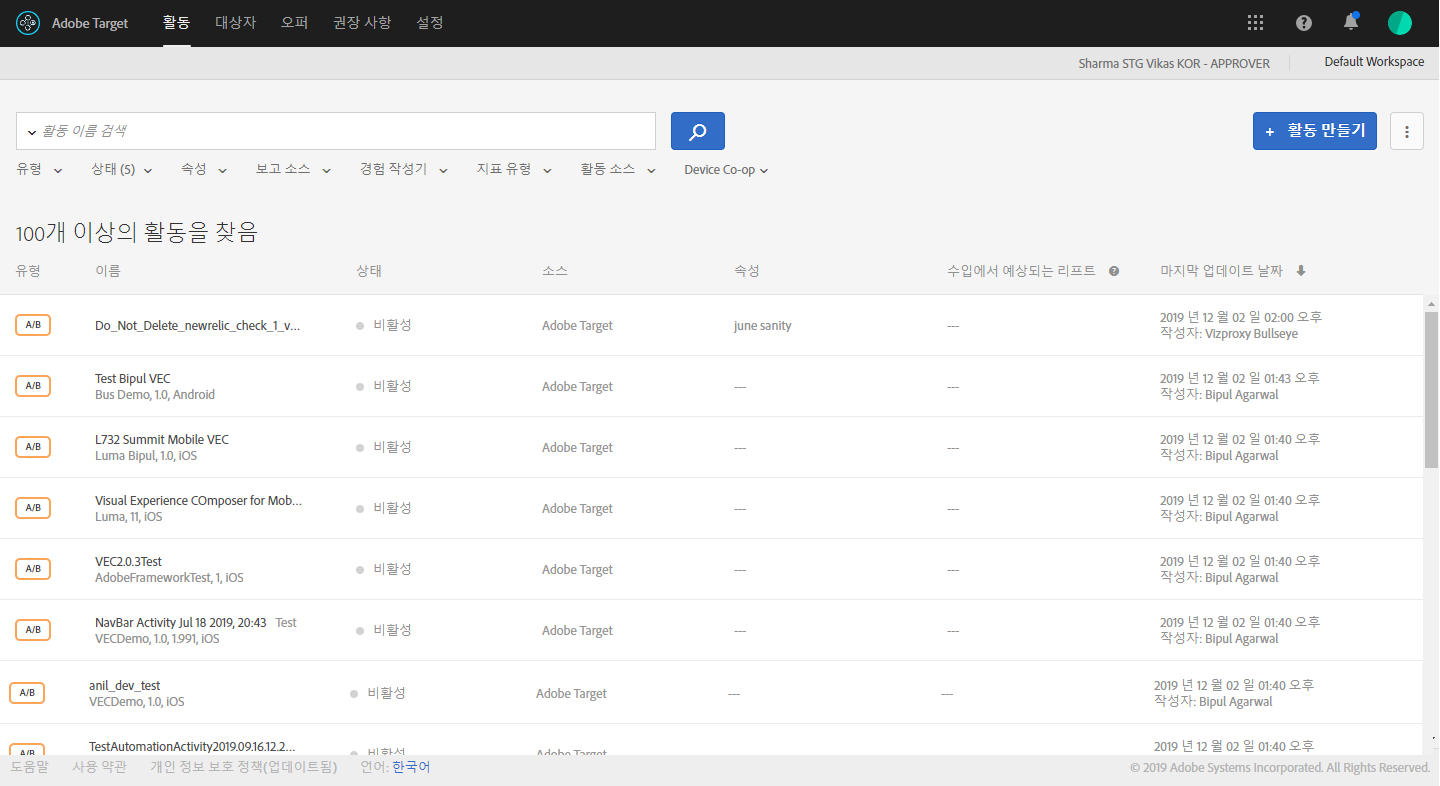 Adobe Target 활동 대상자 오퍼 권장 사항 설정
Sharma STG Vikas KOR - APPROVER Default Workspace
활동 이름 검색
+ 활동 만들기
유형 상태 (5) 속성 보고 소스 경험 작성기 지표 유형 활동 소스 Device Co-op
100개 이상의 활동을 찾음
유형 이름 상태 소스 속성 수입에서 예상되는 리프트 마지막 업데이트 날짜
A/B Do_Not_Delete_newrelic_check_1_v... 비활성 Adobe Target june sanity --- 2019 년 12 월 02 일 02:00 오후
작성자: Vizproxy Bullseye
A/B Test Bipul VEC 비활성 Adobe Target --- --- 2019 년 12 월 02 일 01:43 오후
Bus Demo, 1.0, Android 작성자: Bipul Agarwal
A/B L732 Summit Mobile VEC 비활성 Adobe Target --- --- 2019 년 12 월 02 일 01:40 오후
Luma Bipul, 1.0, iOS 작성자: Bipul Agarwal
A/B Visual Experience COmposer for Mob... 비활성 Adobe Target --- --- 2019 년 12 월 02 일 01:40 오후
Luma, 11, iOS 작성자: Bipul Agarwal
A/B VEC2.0.3Test 비활성 Adobe Target --- --- 2019 년 12 월 02 일 01:40 오후
AdobeFrameworkTest, 1, iOS 작성자: Bipul Agarwal
A/B NavBar Activity Jul 18 2019, 20:43 Test 비활성 Adobe Target --- --- 2019 년 12 월 02 일 01:40 오후
VECDemo, 1.0, 1.991, iOS 작성자: Bipul Agarwal
A/B anil_dev_test 비활성 Adobe Target --- --- 2019 년 12 월 02 일 01:40 오후
VECDemo, 1.0, iOS 작성자: Bipul Agarwal
A/B TestAutomationActivity2019.09.16.12.2... 비활성 Adobe Target 2019 년 12 월 02 일 01:40 오후
도움말 사용 약관 개인 정보 보호 정책(업데이트됨) 언어: 한국어 © 2019 Adobe Systems Incorporated. All Rights Reserved.